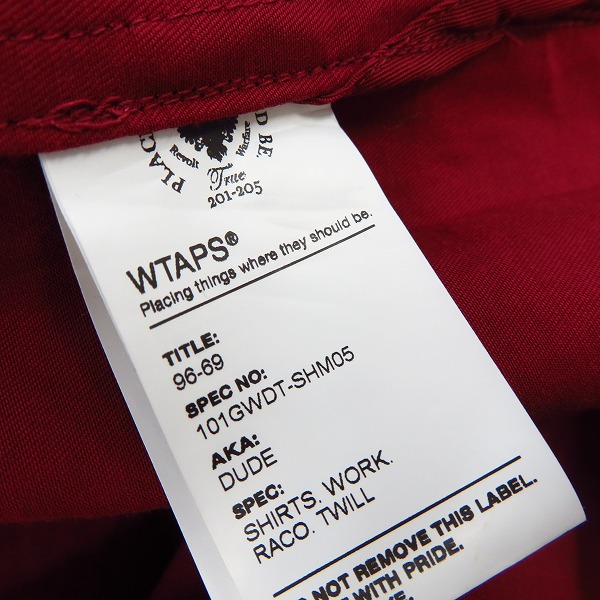 PLAC
D BE.
Revolt Warfare
True
201-205
WTAPS®
Placing things where they should be.
TITLE:
96-69
SPEC NO:
101GWDT-SHM05
AKA:
DUDE
SPEC:
SHIRTS. WORK.
RACO. TWILL
NOT REMOVE THIS LABEL.
WITH PRIDE.